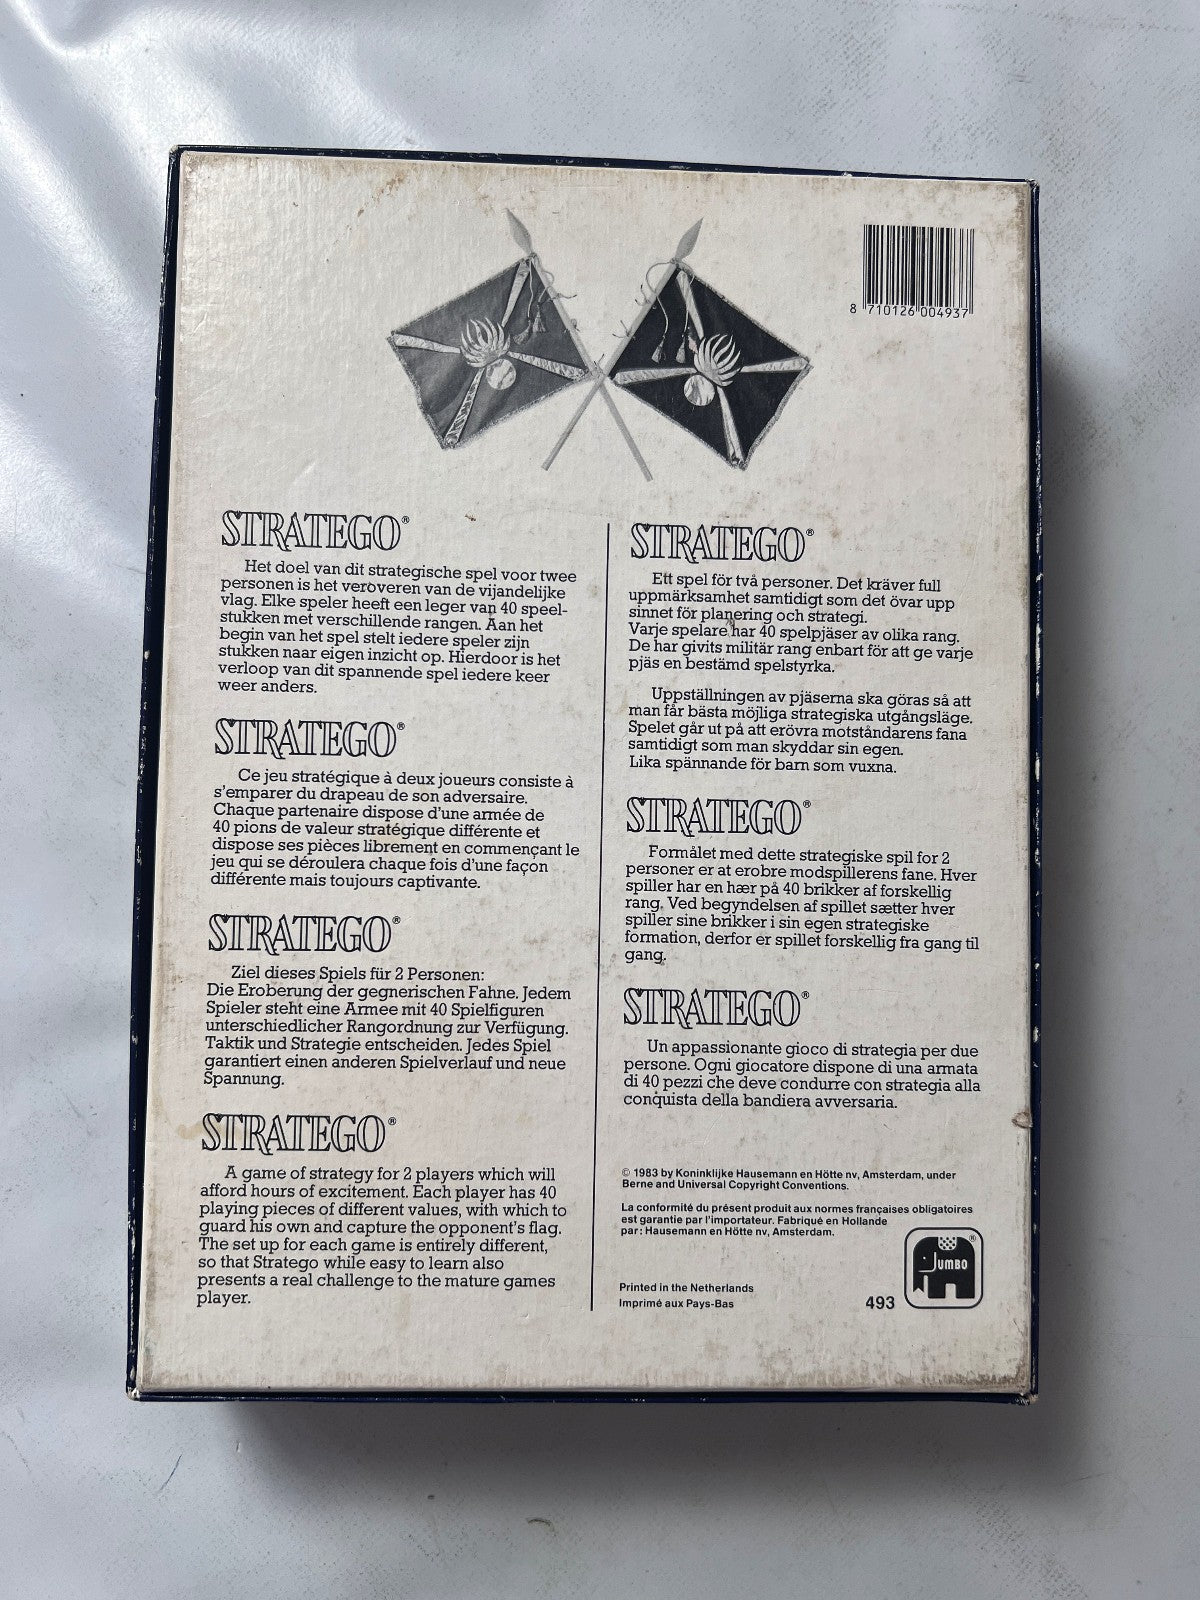 8 710126 004937
STRATEGO®
Het doel van dit strategische spel voor twee
personen is het veroveren van de vijandelijke
vlag. Elke speler heeft een leger van 40 speel-
stukken met verschillende rangen. Aan het
begin van het spel stelt iedere speler zijn
stukken naar eigen inzicht op. Hierdoor is het
verloop van dit spannende spel iedere keer
weer anders.
STRATEGO®
Ce jeu stratégique à deux joueurs consiste à
s'emparer du drapeau de son adversaire.
Chaque partenaire dispose d'une armée de
40 pions de valeur stratégique différente et
dispose ses pièces librement en commençant le
jeu qui se déroulera chaque fois d'une façon
différente mais toujours captivante.
STRATEGO®
Ziel dieses Spiels für 2 Personen:
Die Eroberung der gegnerischen Fahne. Jedem
Spieler steht eine Armee mit 40 Spielfiguren
unterschiedlicher Rangordnung zur Verfügung.
Taktik und Strategie entscheiden. Jedes Spiel
garantiert einen anderen Spielverlauf und neue
Spannung.
STRATEGO®
A game of strategy for 2 players which will
afford hours of excitement. Each player has 40
playing pieces of different values, with which to
guard his own and capture the opponent's flag.
The set up for each game is entirely different,
so that Stratego while easy to learn also
presents a real challenge to the mature games
player.
STRATEGO®
Ett spel för två personer. Det kräver full
uppmärksamhet samtidigt som det övar upp
sinnet för planering och strategi.
Varje spelare har 40 spelpjäser av olika rang.
De har givits militär rang enbart för att ge varje
pjäs en bestämd spelstyrka.
Uppställningen av pjäserna ska göras så att
man får bästa möjliga strategiska utgångsläge.
Spelet går ut på att erövra motståndarens fana
samtidigt som man skyddar sin egen.
Lika spännande för barn som vuxna.
STRATEGO®
Formålet med dette strategiske spil for 2
personer er at erobre modspillerens fane. Hver
spiller har en hær på 40 brikker af forskellig
rang. Ved begyndelsen af spillet sætter hver
spiller sine brikker i sin egen strategiske
formation, derfor er spillet forskellig fra gang til
gang.
STRATEGO®
Un appassionante gioco di strategia per due
persone. Ogni giocatore dispone di una armata
di 40 pezzi che deve condurre con strategia alla
conquista della bandiera avversaria.
© 1983 by Koninklijke Hausemann en Hötte nv, Amsterdam, under
Berne and Universal Copyright Conventions.
La conformité du présent produit aux normes françaises obligatoires
est garantie par l'importateur. Fabriqué en Hollande
par: Hausemann en Hötte nv, Amsterdam.
Printed in the Netherlands
Imprimé aux Pays-Bas
493
JUMBO ®